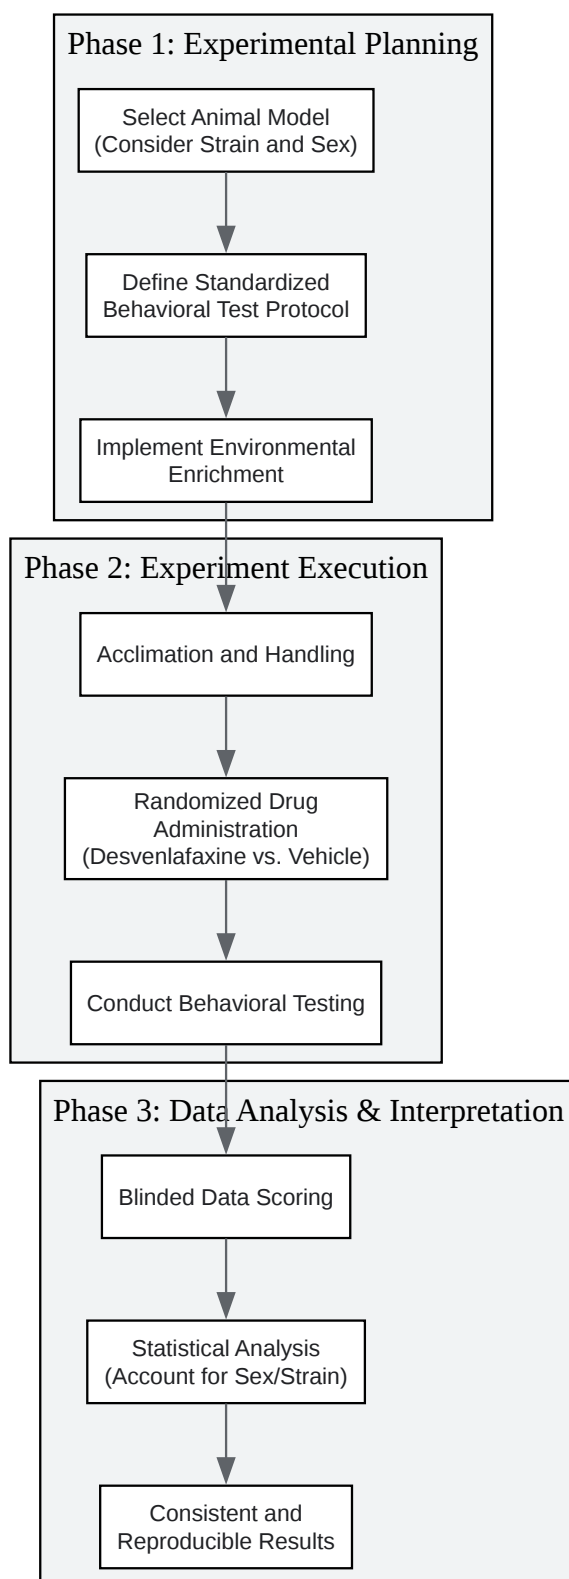 Phase 1: Experimental Planning
Select Animal Model
(Consider Strain and Sex)
Define Standardized
Behavioral Test Protocol
Implement Environmental
Enrichment
Phase 2: Experiment Execution
Acclimation and Handling
Randomized Drug
Administration
(Desvenlafaxine vs. Vehicle)
Conduct Behavioral Testing
Phase 3: Data Analysis & Interpretation
Blinded Data Scoring
Statistical Analysis
(Account for Sex/Strain)
Consistent and
Reproducible Results